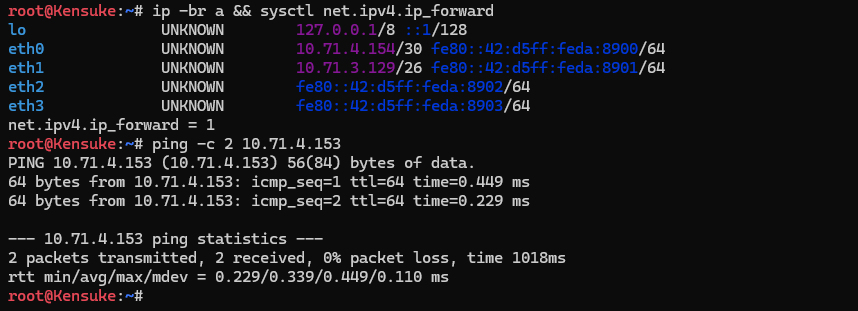 root@Kensuke:~# ip -br a && sysctl net.ipv4.ip_forward
lo               UNKNOWN        127.0.0.1/8 ::1/128
eth0             UNKNOWN        10.71.4.154/30 fe80::42:d5ff:feda:8900/64
eth1             UNKNOWN        10.71.3.129/26 fe80::42:d5ff:feda:8901/64
eth2             UNKNOWN        fe80::42:d5ff:feda:8902/64
eth3             UNKNOWN        fe80::42:d5ff:feda:8903/64
net.ipv4.ip_forward = 1
root@Kensuke:~# ping -c 2 10.71.4.153
PING 10.71.4.153 (10.71.4.153) 56(84) bytes of data.
64 bytes from 10.71.4.153: icmp_seq=1 ttl=64 time=0.449 ms
64 bytes from 10.71.4.153: icmp_seq=2 ttl=64 time=0.229 ms

--- 10.71.4.153 ping statistics ---
2 packets transmitted, 2 received, 0% packet loss, time 1018ms
rtt min/avg/max/mdev = 0.229/0.339/0.449/0.110 ms
root@Kensuke:~#